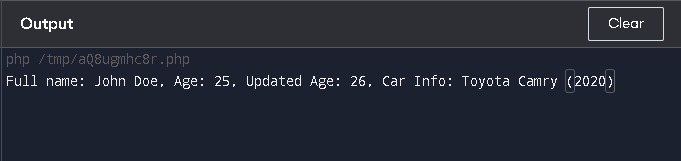 Output
Clear
php /tmp/aQ8ugmhc8r.php
Full name: John Doe, Age: 25, Updated Age: 26, Car Info: Toyota Camry (2020)